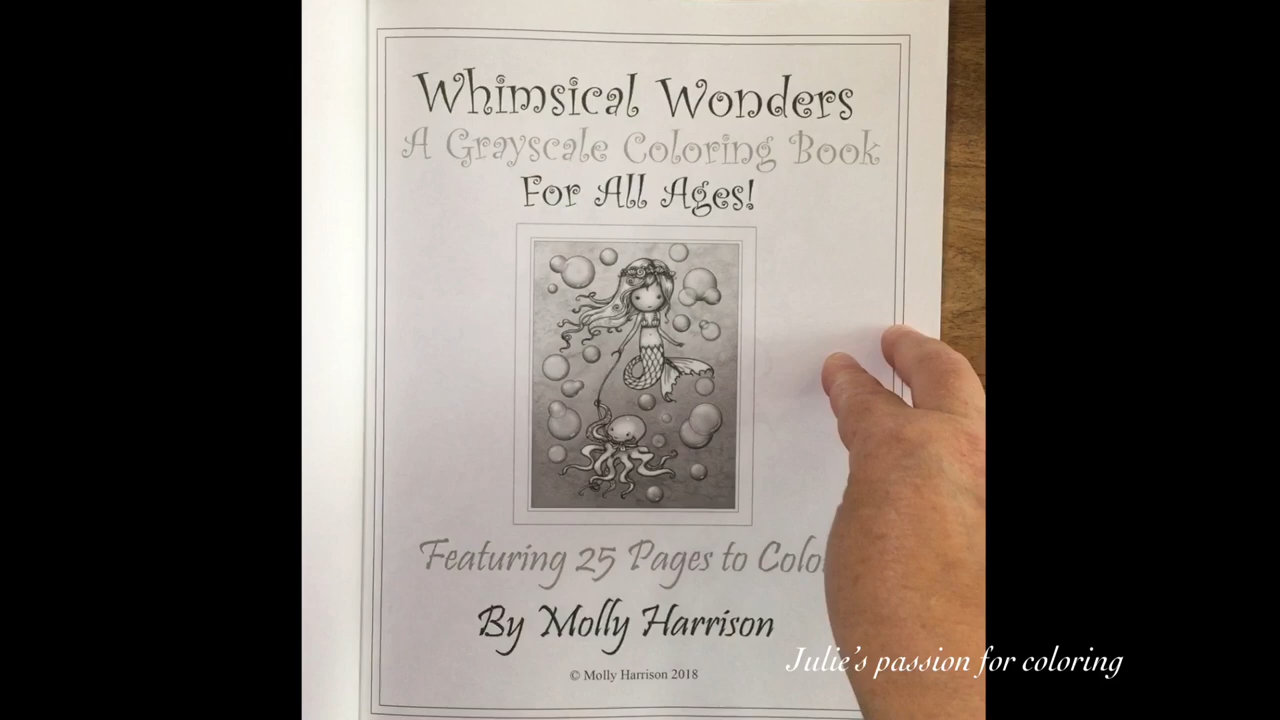 Whimsical Wonders
A Grayscale Coloring Book
For All Ages!
Featuring 25 Pages to Colo
By Molly Harrison
© Molly Harrison 2018
Julie's passion for coloring